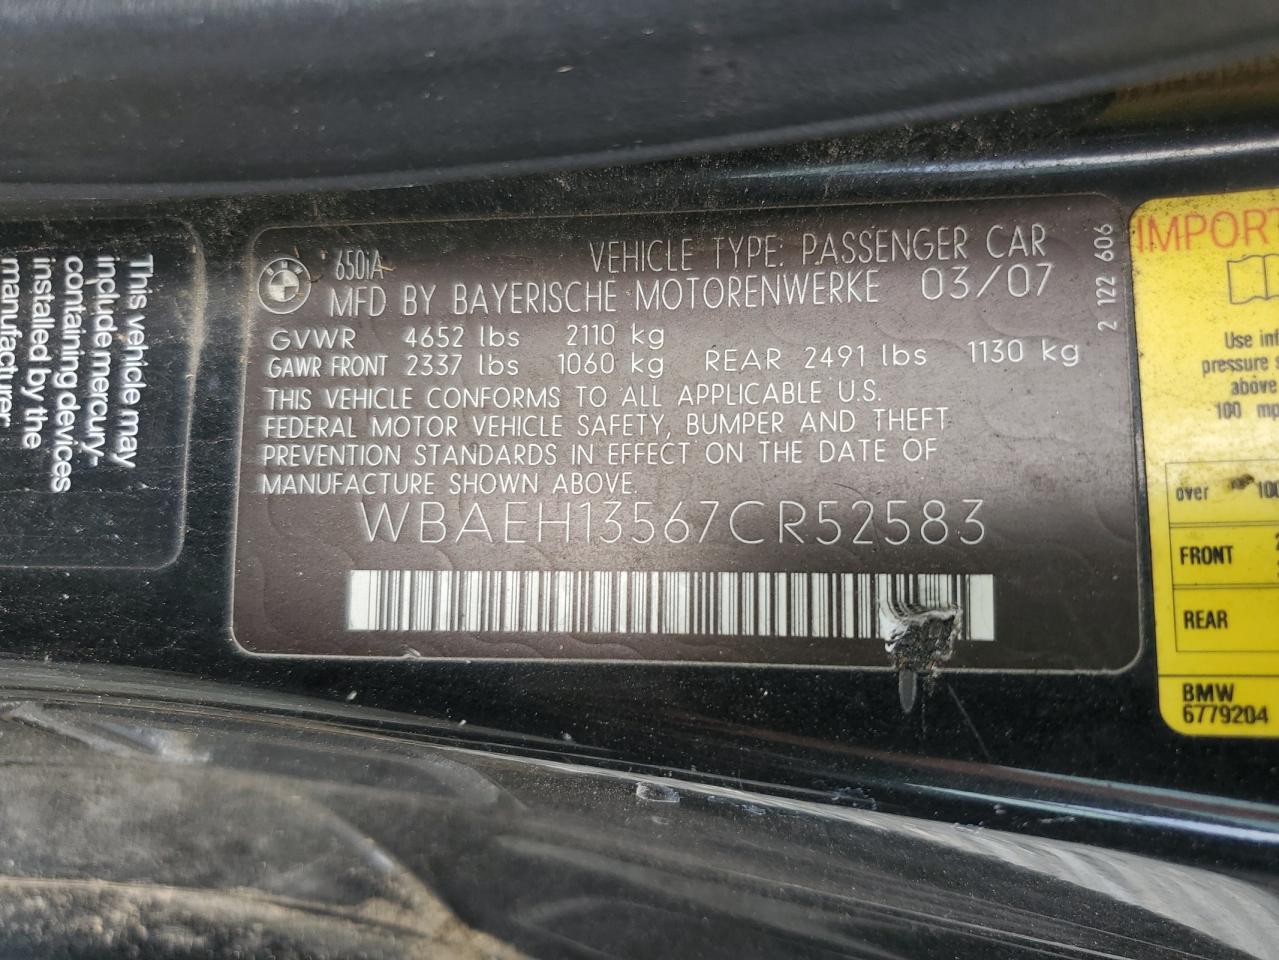 This vehicle may
include mercury-
containing devices
installed by the
manufacturer.
BMW
650iA
VEHICLE TYPE: PASSENGER CAR
MFD BY BAYERISCHE MOTORENWERKE 03/07
GVWR 4652 lbs 2110 kg
GAWR FRONT 2337 lbs 1060 kg REAR 2491 lbs 1130 kg
THIS VEHICLE CONFORMS TO ALL APPLICABLE U.S.
FEDERAL MOTOR VEHICLE SAFETY, BUMPER AND THEFT
PREVENTION STANDARDS IN EFFECT ON THE DATE OF
MANUFACTURE SHOWN ABOVE.
WBAEH13567CR52583
2 122 606
IMPORT
Use inf
pressure s
above
100 mp
over 100
FRONT
REAR
BMW
6779204